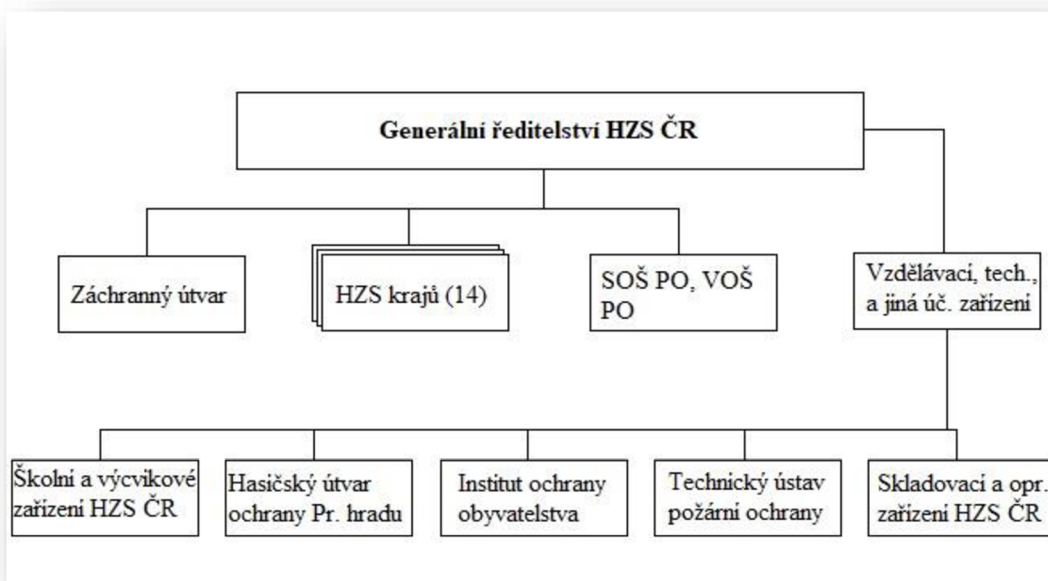 Generální ředitelství HZS ČR
Záchranný útvar
HZS krajů (14)
SOŠ PO, VOŠ
PO
Vzdělávací, tech.,
a jiná úč. zařízení
Školní a výcvikové
zařízení HZS ČR
Hasičský útvar
ochrany Pr. hradu
Institut ochrany
obyvatelstva
Technický ústav
požární ochrany
Skladovací a opr.
zařízení HZS ČR